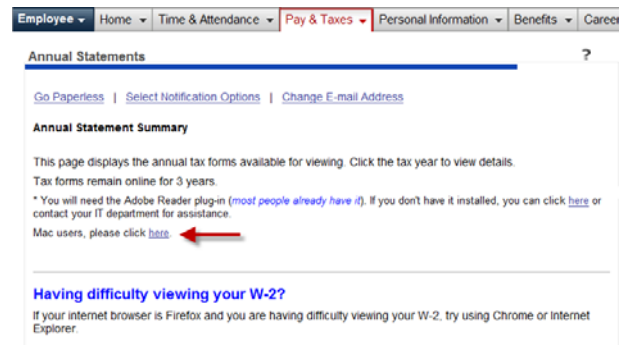 Employee Home Time & Attendance Pay & Taxes Personal Information Benefits Career
Annual Statements ?
Go Paperless | Select Notification Options | Change E-mail Address
Annual Statement Summary
This page displays the annual tax forms available for viewing. Click the tax year to view details.
Tax forms remain online for 3 years.
* You will need the Adobe Reader plug-in (most people already have it). If you don't have it installed, you can click here or
contact your IT department for assistance.
Mac users, please click here.
Having difficulty viewing your W-2?
If your internet browser is Firefox and you are having difficulty viewing your W-2, try using Chrome or Internet
Explorer.